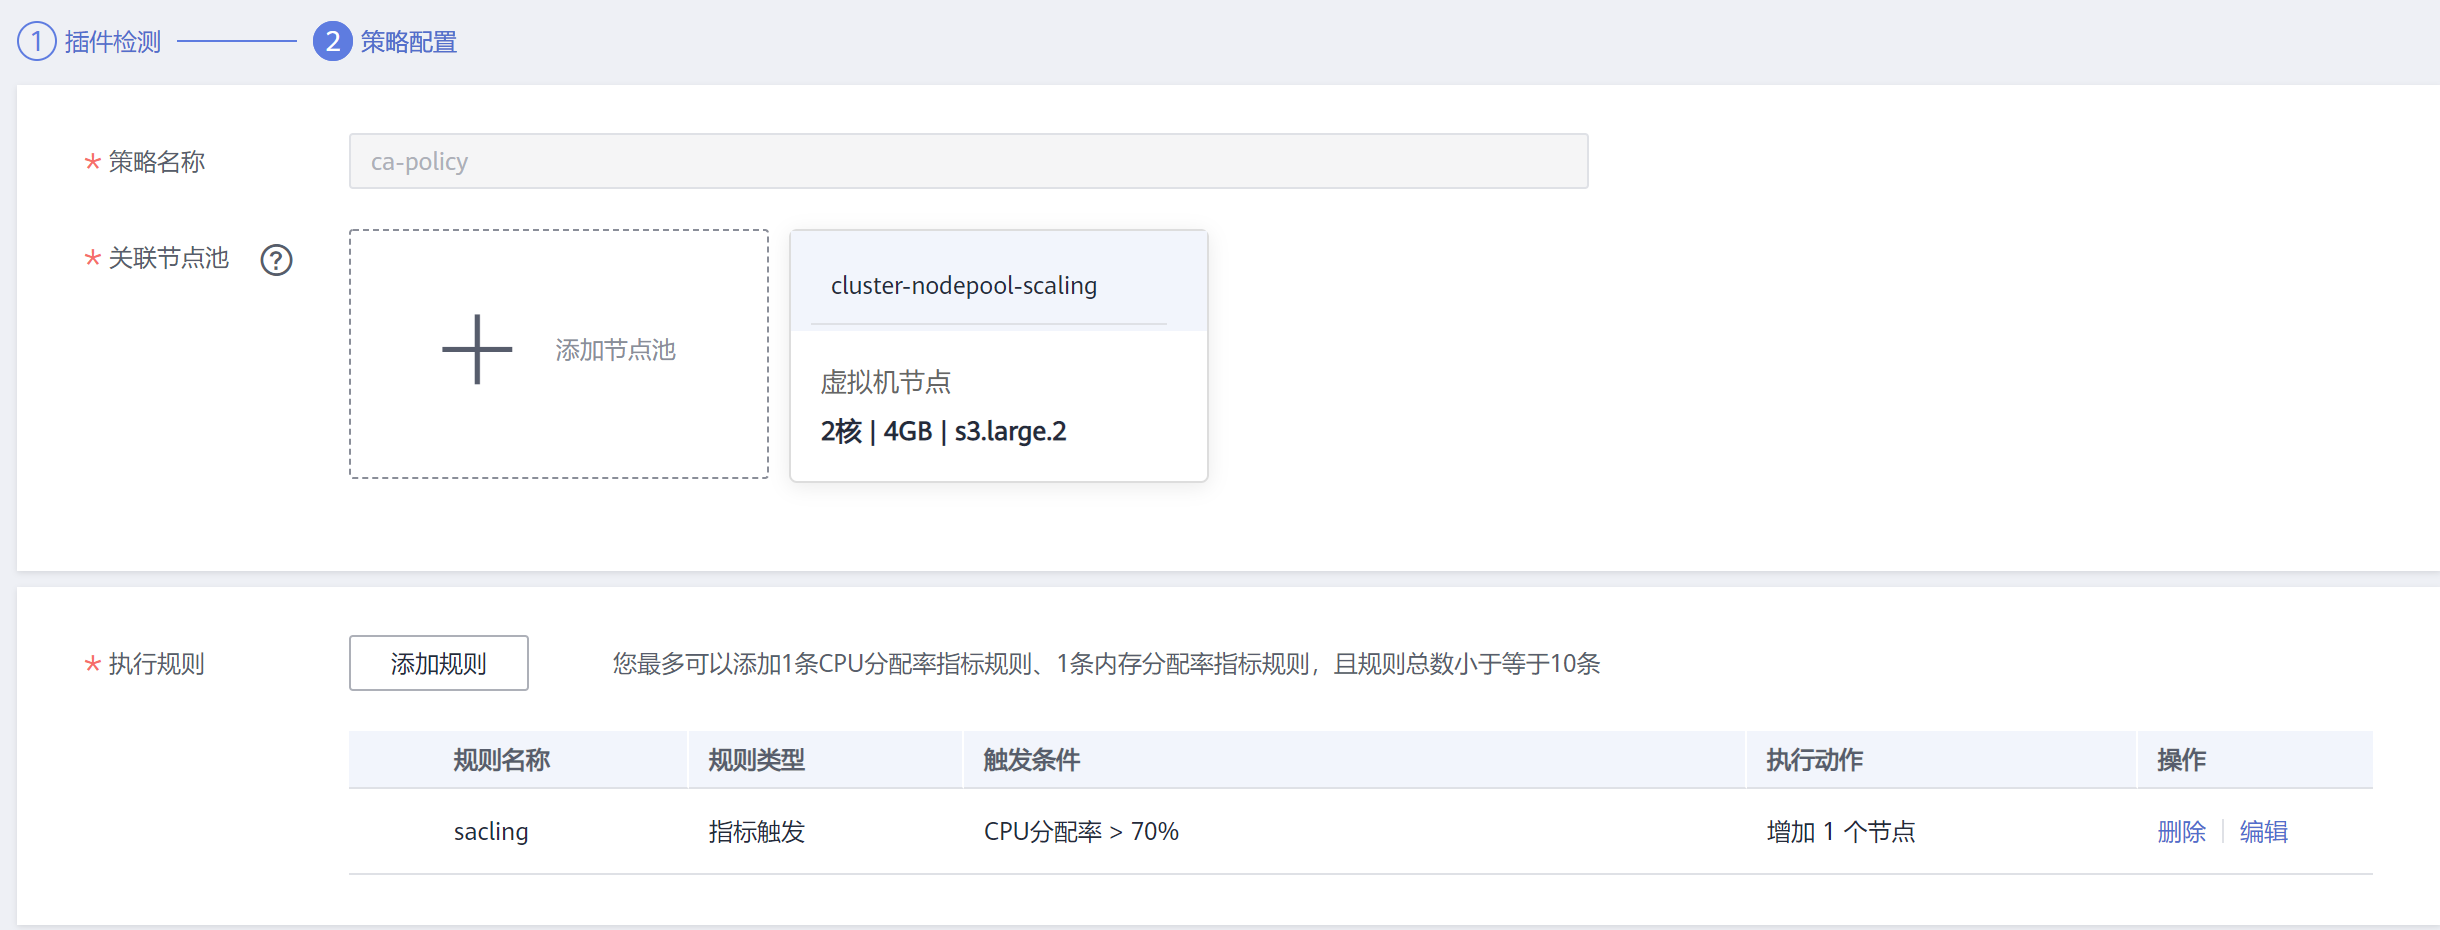 1 插件检测 2 策略配置
* 策略名称 ca-policy
* 关联节点池 ?
cluster-nodepool-scaling
添加节点池
虚拟机节点
2核 | 4GB | s3.large.2
* 执行规则 添加规则 您最多可以添加1条CPU分配率指标规则、1条内存分配率指标规则，且规则总数小于等于10条
规则名称 规则类型 触发条件 执行动作 操作
sacling 指标触发 CPU分配率 > 70% 增加 1 个节点 删除 | 编辑